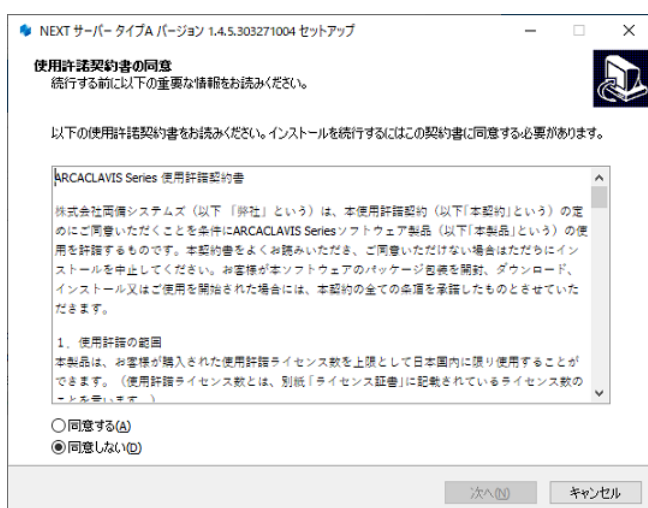 NEXT サーバー タイプA バージョン 1.4.5.303271004 セットアップ
使用許諾契約書の同意
続行する前に以下の重要な情報をお読みください。
以下の使用許諾契約書をお読みください。インストールを続行するにはこの契約書に同意する必要があります。
ARCACLAVIS Series 使用許諾契約書
株式会社両備システムズ（以下 「弊社」 という）は、本使用許諾契約（以下「本契約」という）の定
めにご同意いただくことを条件にARCACLAVIS Seriesソフトウェア製品（以下「本製品」という）の使
用を許諾するものです。本契約書をよくお読みいただき、ご同意いただけない場合はただちにイン
ストールを中止してください。お客様が本ソフトウェアのパッケージ包装を開封、ダウンロード、
インストール又はご使用を開始された場合には、本契約の全ての条項を承諾したものとさせていた
だきます。
1．使用許諾の範囲
本製品は、お客様が購入された使用許諾ライセンス数を上限として日本国内に限り使用することが
できます。（使用許諾ライセンス数とは、別紙「ライセンス証書」に記載されているライセンス数の
ことを言います。）
同意する(A)
同意しない(D)
次へ(N)
キャンセル